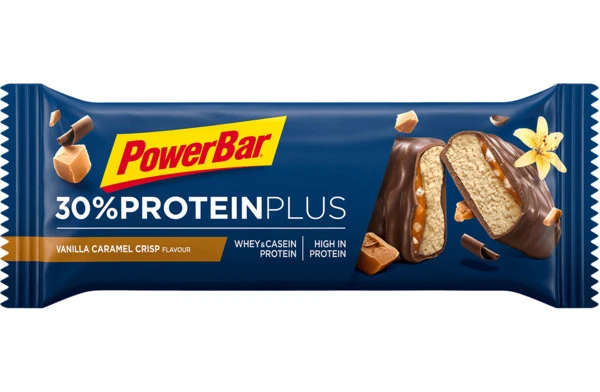 PowerBar
30%PROTEINPLUS
VANILLA CARAMEL CRISP FLAVOUR
WHEY&CASEIN PROTEIN
HIGH IN PROTEIN